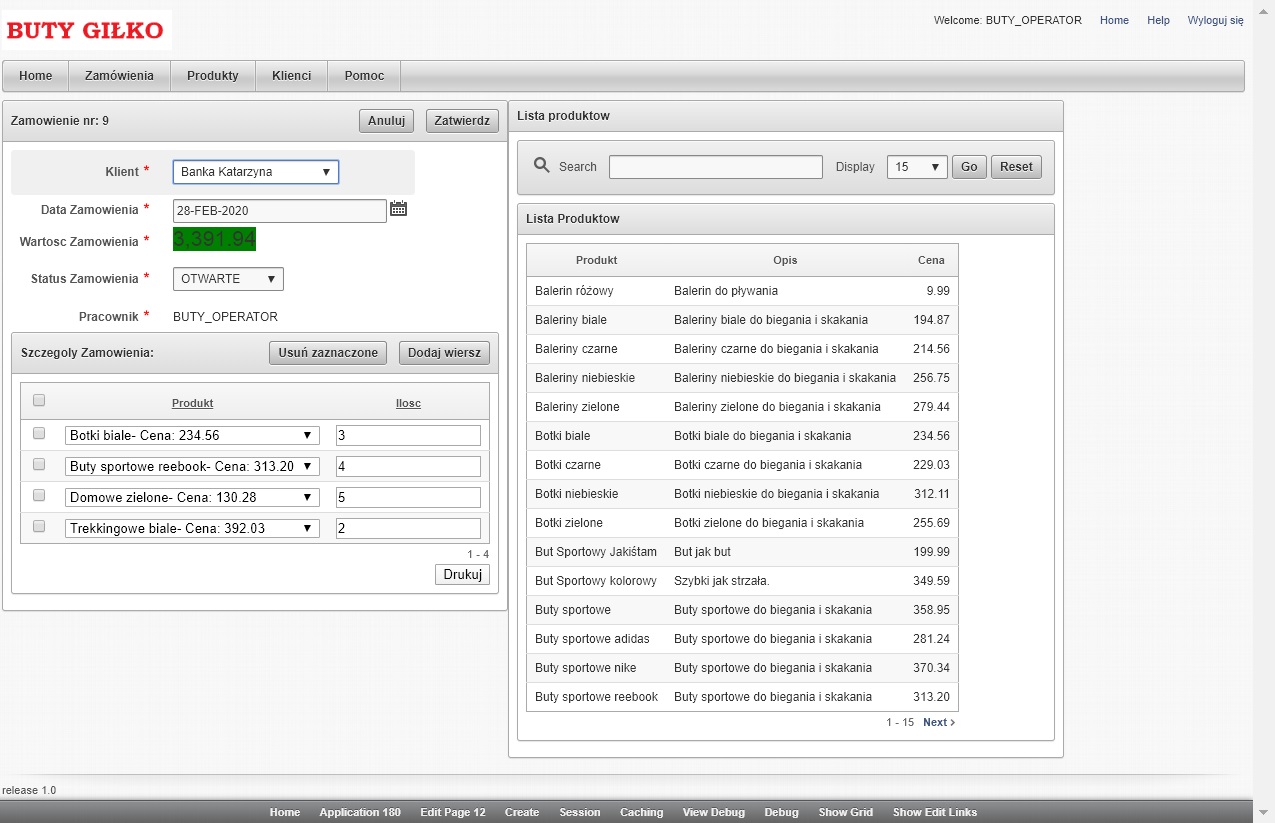 BUTY GIŁKO
Welcome: BUTY_OPERATOR Home Help Wyloguj się
Home Zamówienia Produkty Klienci Pomoc
Zamowienie nr: 9 Anuluj Zatwierdz
Klient * Banka Katarzyna
Data Zamowienia * 28-FEB-2020
Wartosc Zamowienia * 3,391.94
Status Zamowienia * OTWARTE
Pracownik * BUTY_OPERATOR
Szczegoly Zamowienia: Usuń zaznaczone Dodaj wiersz
Produkt Ilosc
Botki biale- Cena: 234.56 3
Buty sportowe reebook- Cena: 313.20 4
Domowe zielone- Cena: 130.28 5
Trekkingowe biale- Cena: 392.03 2
1 - 4
Drukuj
Lista produktow
Search Display 15 Go Reset
Lista Produktow
Produkt Opis Cena
Balerin różowy Balerin do pływania 9.99
Baleriny biale Baleriny biale do biegania i skakania 194.87
Baleriny czarne Baleriny czarne do biegania i skakania 214.56
Baleriny niebieskie Baleriny niebieskie do biegania i skakania 256.75
Baleriny zielone Baleriny zielone do biegania i skakania 279.44
Botki biale Botki biale do biegania i skakania 234.56
Botki czarne Botki czarne do biegania i skakania 229.03
Botki niebieskie Botki niebieskie do biegania i skakania 312.11
Botki zielone Botki zielone do biegania i skakania 255.69
But Sportowy Jakiśtam But jak but 199.99
But Sportowy kolorowy Szybki jak strzała. 349.59
Buty sportowe Buty sportowe do biegania i skakania 358.95
Buty sportowe adidas Buty sportowe do biegania i skakania 281.24
Buty sportowe nike Buty sportowe do biegania i skakania 370.34
Buty sportowe reebook Buty sportowe do biegania i skakania 313.20
1 - 15 Next >
release 1.0
Home Application 180 Edit Page 12 Create Session Caching View Debug Debug Show Grid Show Edit Links